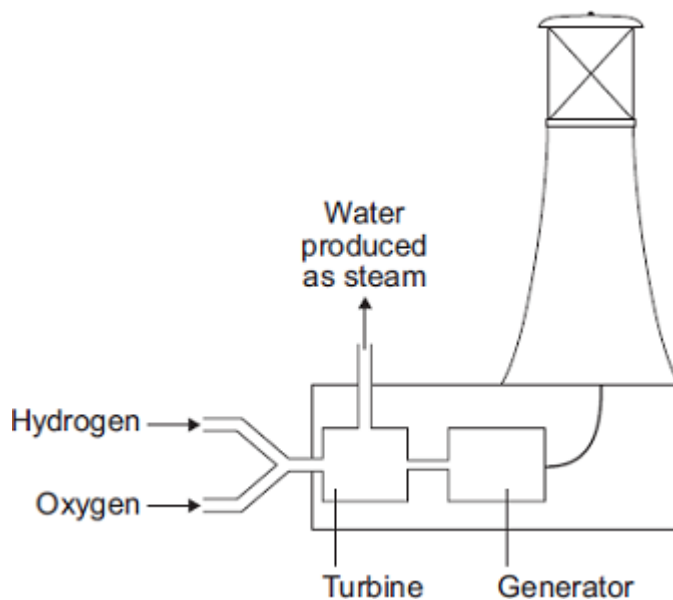 Water
produced
as steam
Hydrogen
Oxygen
Turbine
Generator